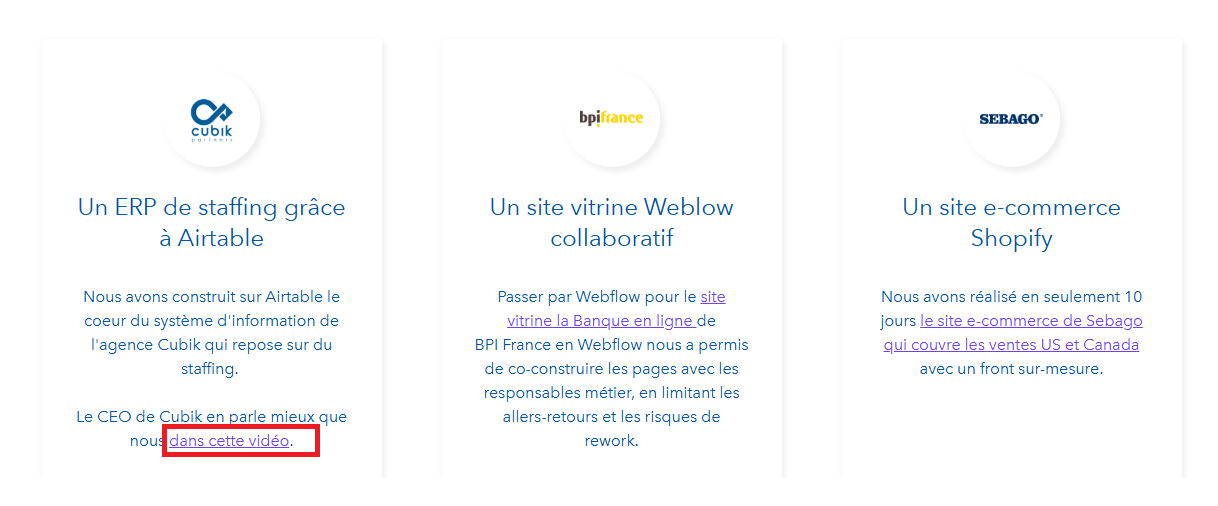 cubik
partners
Un ERP de staffing grâce
à Airtable
Nous avons construit sur Airtable le
coeur du système d'information de
l'agence Cubik qui repose sur du
staffing.
Le CEO de Cubik en parle mieux que
nous dans cette vidéo.
bpifrance
Un site vitrine Weblow
collaboratif
Passer par Webflow pour le site
vitrine la Banque en ligne de
BPI France en Webflow nous a permis
de co-construire les pages avec les
responsables métier, en limitant les
allers-retours et les risques de
rework.
SEBAGO®
Un site e-commerce
Shopify
Nous avons réalisé en seulement 10
jours le site e-commerce de Sebago
qui couvre les ventes US et Canada
avec un front sur-mesure.